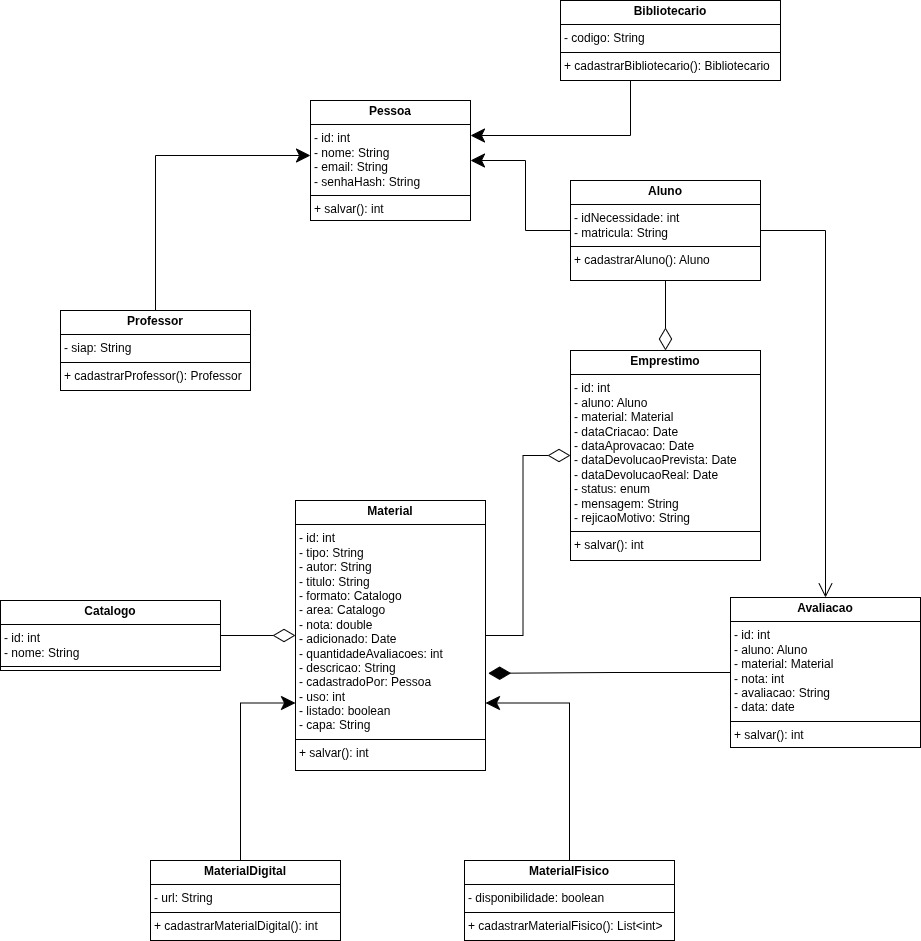 Bibliotecario
- codigo: String
+ cadastrarBibliotecario(): Bibliotecario
Pessoa
- id: int
- nome: String
- email: String
- senhaHash: String
+ salvar(): int
Aluno
- idNecessidade: int
- matricula: String
+ cadastrarAluno(): Aluno
Professor
- siap: String
+ cadastrarProfessor(): Professor
Emprestimo
- id: int
- aluno: Aluno
- material: Material
- dataCriacao: Date
- dataAprovacao: Date
- dataDevolucaoPrevista: Date
- dataDevolucaoReal: Date
- status: enum
- mensagem: String
- rejicaoMotivo: String
+ salvar(): int
Material
- id: int
- tipo: String
- autor: String
- titulo: String
- formato: Catalogo
- area: Catalogo
- nota: double
- adicionado: Date
- quantidadeAvaliacoes: int
- descricao: String
- cadastradoPor: Pessoa
- uso: int
- listado: boolean
- capa: String
+ salvar(): int
Catalogo
- id: int
- nome: String
Avaliacao
- id: int
- aluno: Aluno
- material: Material
- nota: int
- avaliacao: String
- data: date
+ salvar(): int
MaterialDigital
- url: String
+ cadastrarMaterialDigital(): int
MaterialFisico
- disponibilidade: boolean
+ cadastrarMaterialFisico(): List<int>